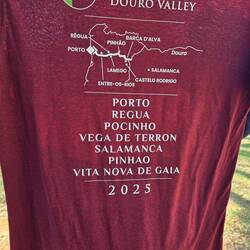 DOURO VALLEY
RÉGUA
BARCA D'ALVA
PINHÃO
PORTO
Douro
LAMEGO
SALAMANCA
CASTELO RODRIGO
ENTRE-OS-RIOS
PORTO
REGUA
POCINHO
VEGA DE TERRON
SALAMANCA
PINHAO
VITA NOVA DE GAIA
2025